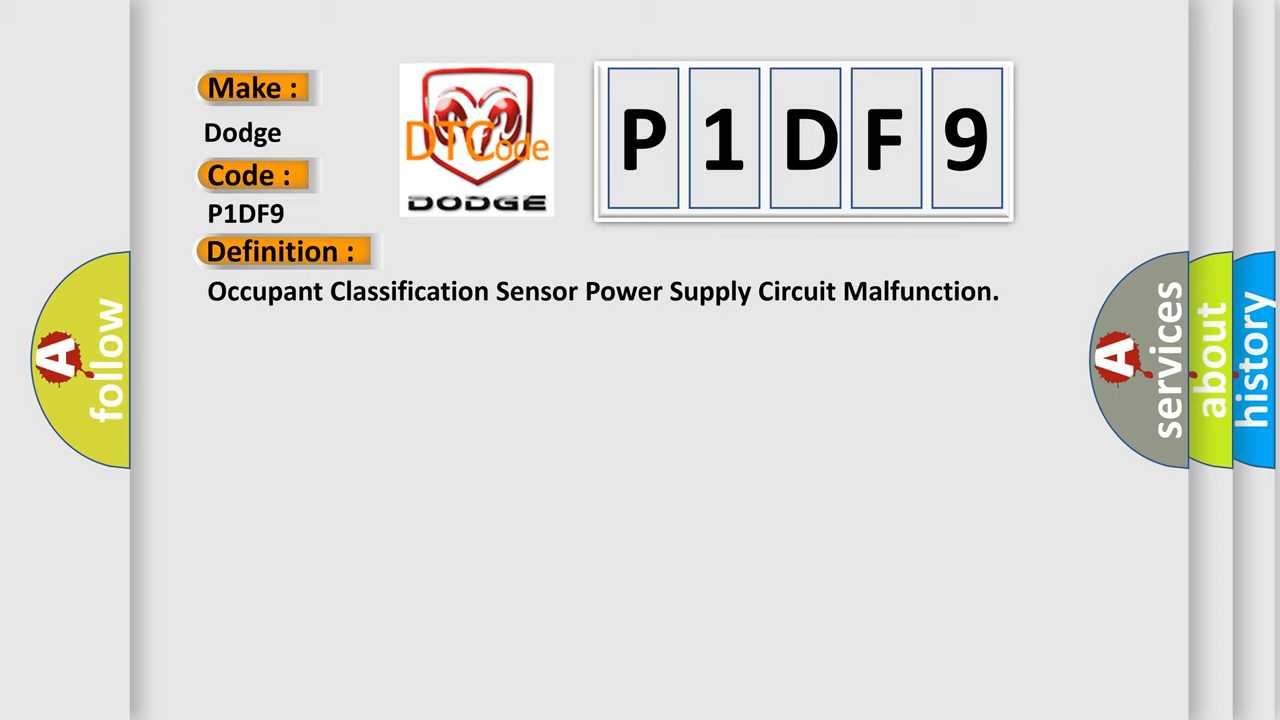 Make :
Dodge
Code :
P1DF9
Definition :
Occupant Classification Sensor Power Supply Circuit Malfunction.
DTCode
DODGE
P 1 D F 9
A follow
A services
about
history